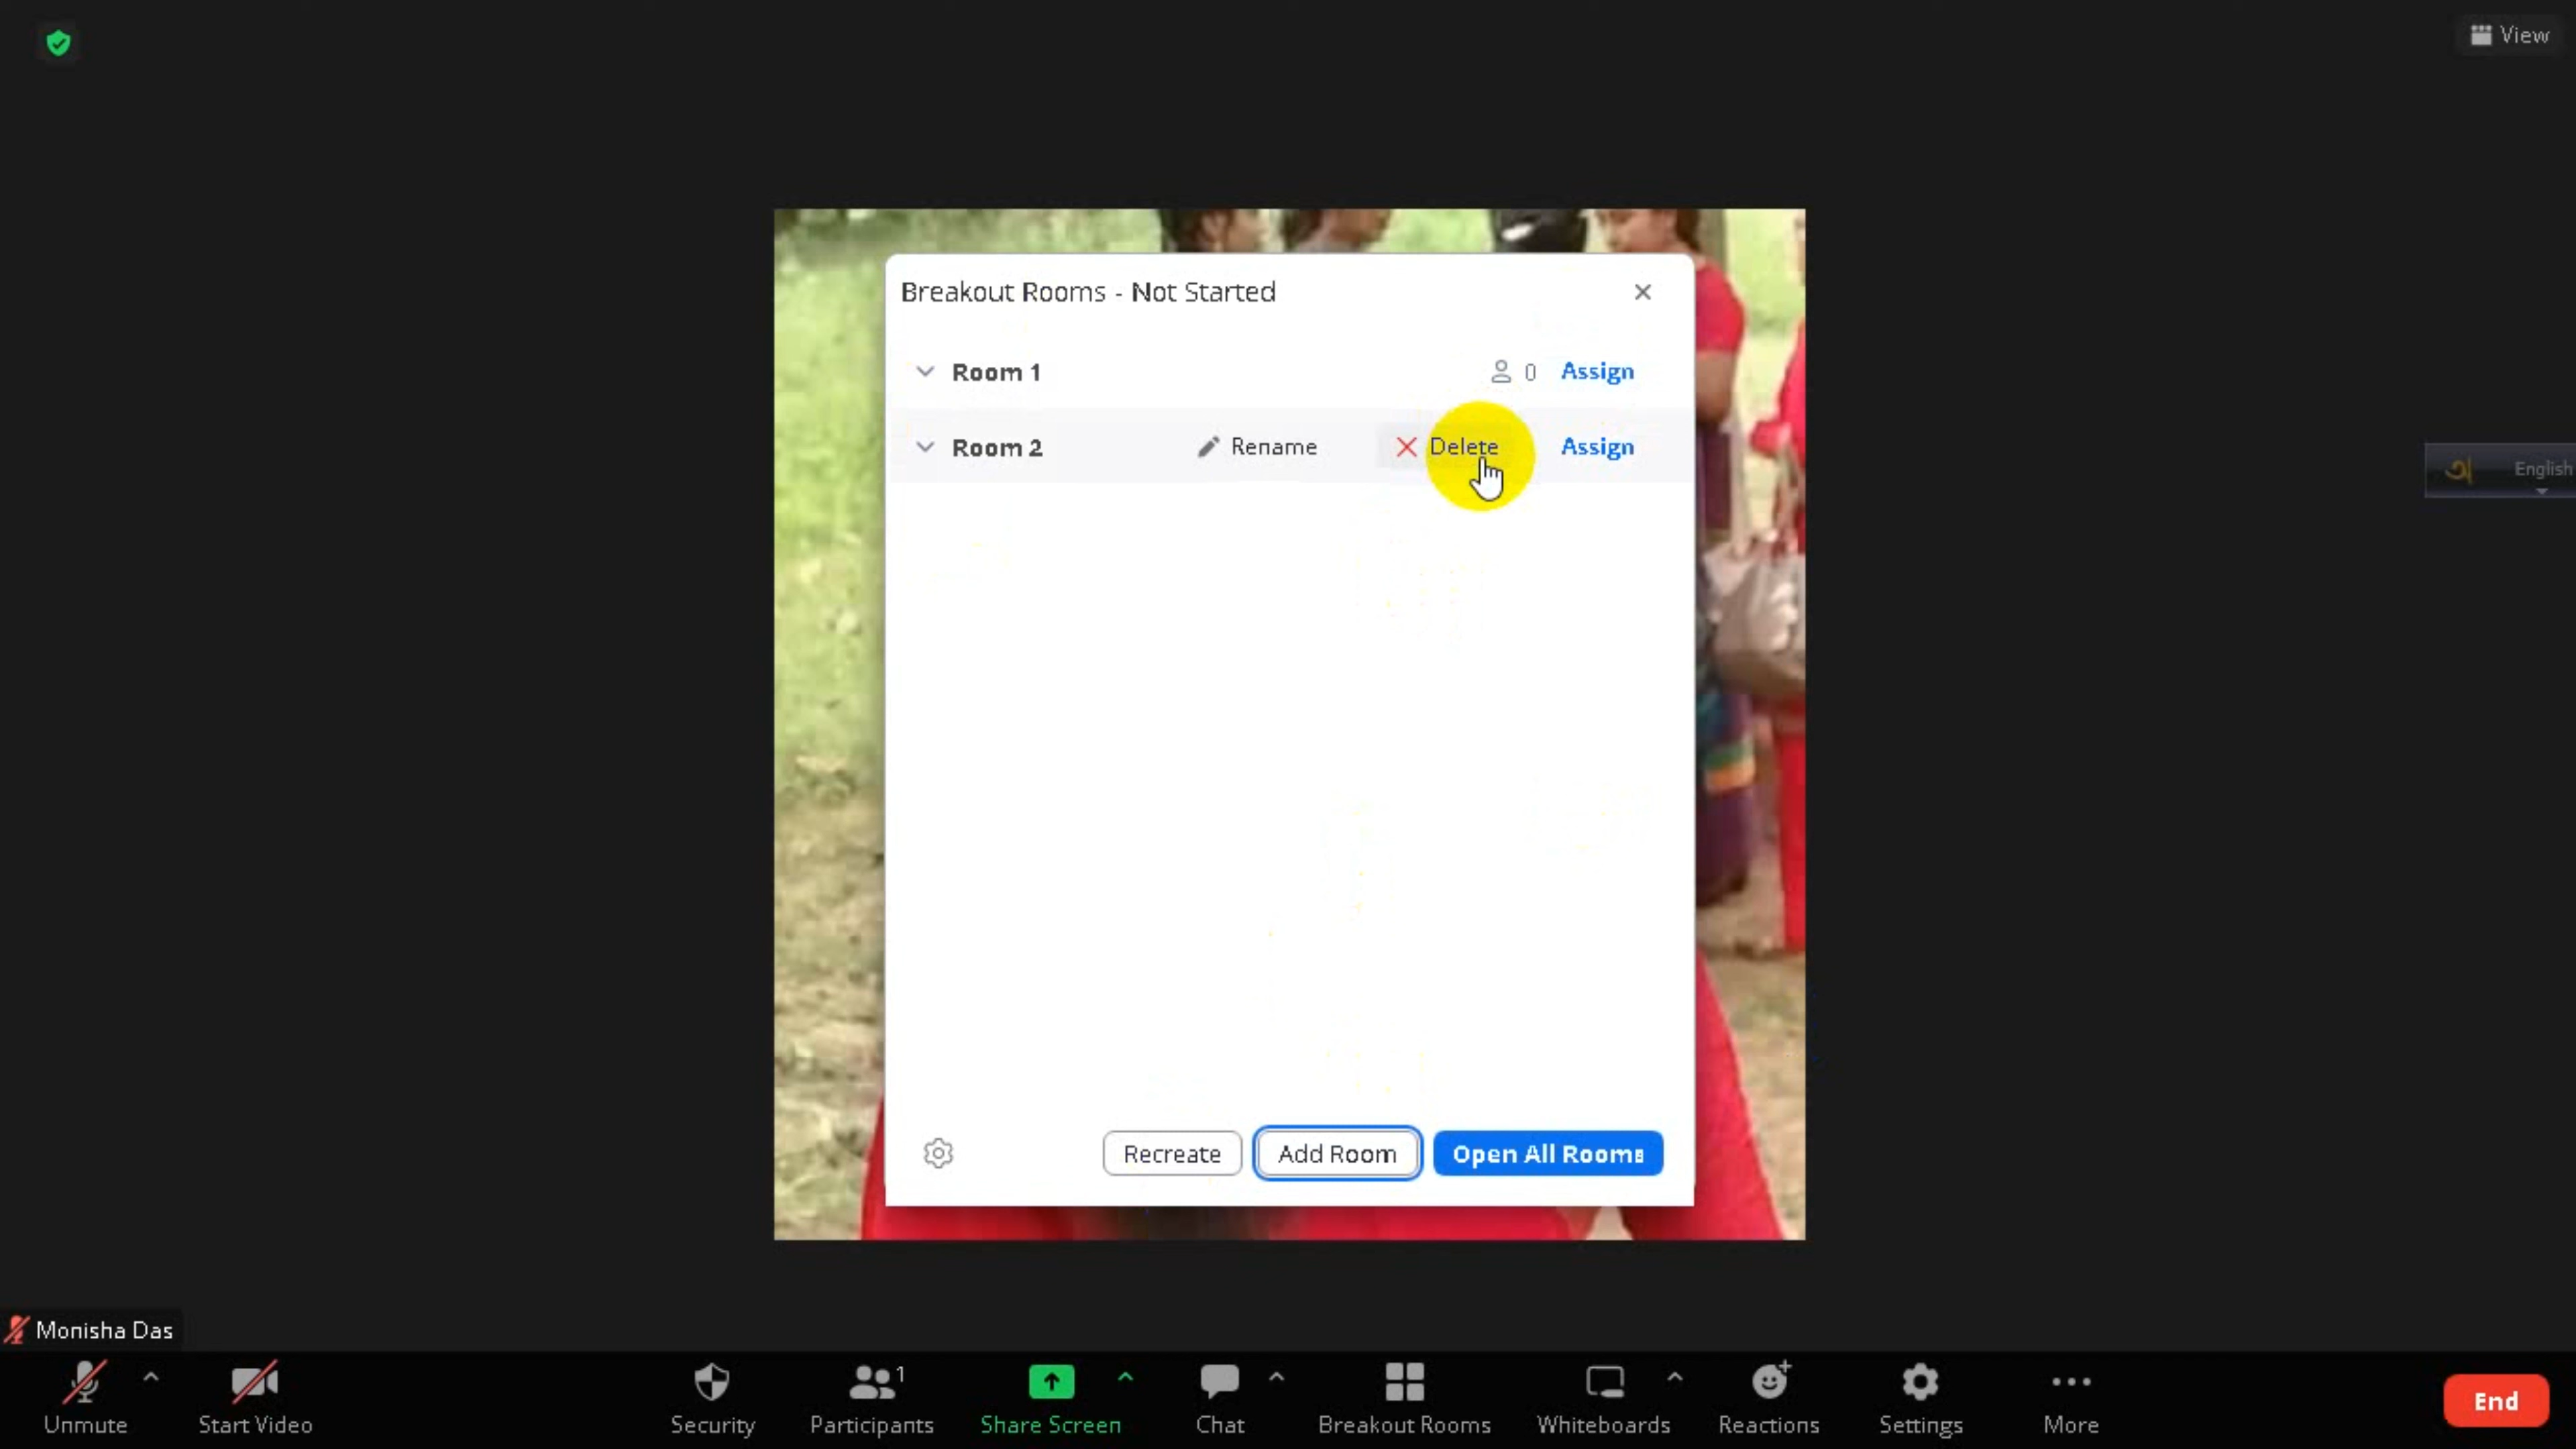 View
Breakout Rooms - Not Started
Room 1 0 Assign
Room 2 Rename Delete Assign
অ English
Recreate Add Room Open All Rooms
Monisha Das
1
Unmute Start Video Security Participants Share Screen Chat Breakout Rooms Whiteboards Reactions Settings More End